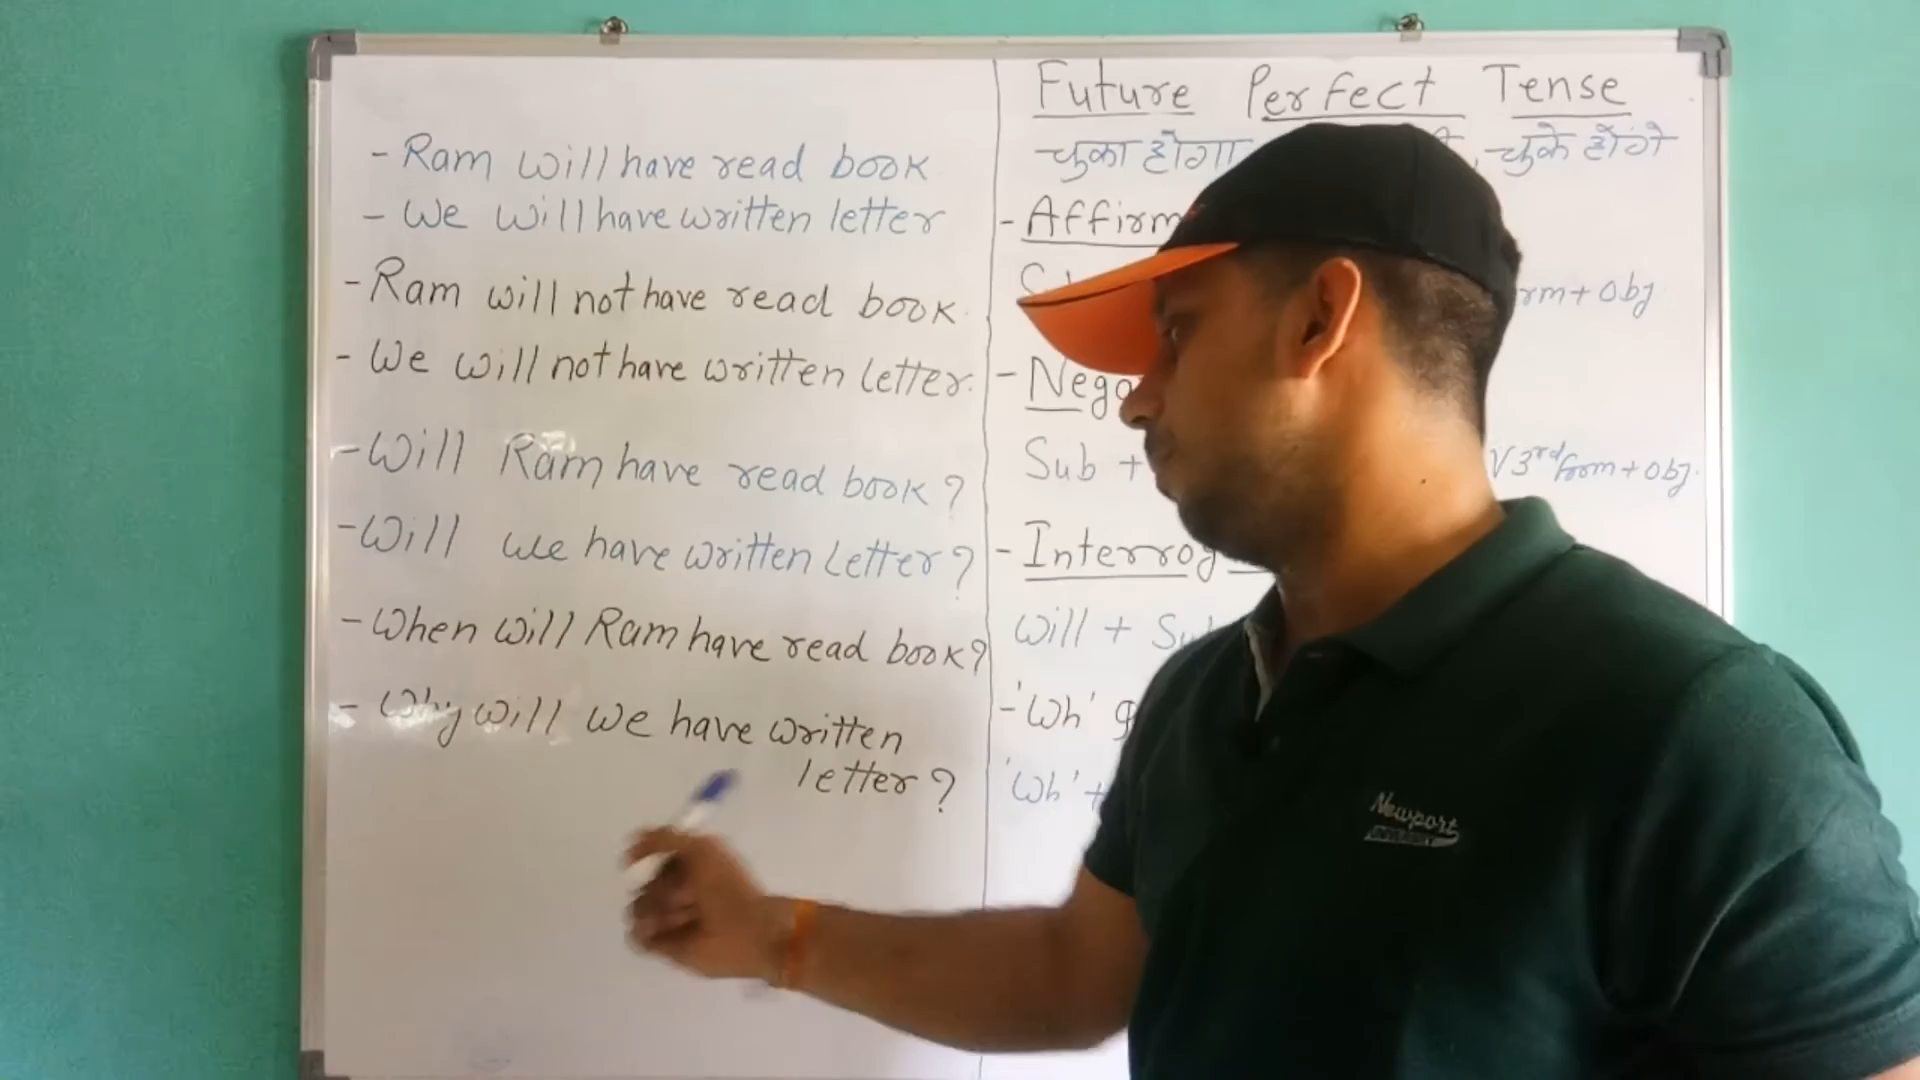 - Ram will have read book
- We will have written letter
- Ram will not have read book.
- We will not have written letter.
- Will Ram have read book?
- Will we have written letter?
- When will Ram have read book?
- Why will we have written
letter?
Future Perfect Tense
चुका होगा , चुके होंगे
- Affirm
rm + Obj
- Nega
Sub + V 3rd form + Obj.
- Interrog
Will + Su
- 'Wh'
'Wh' +
Newport